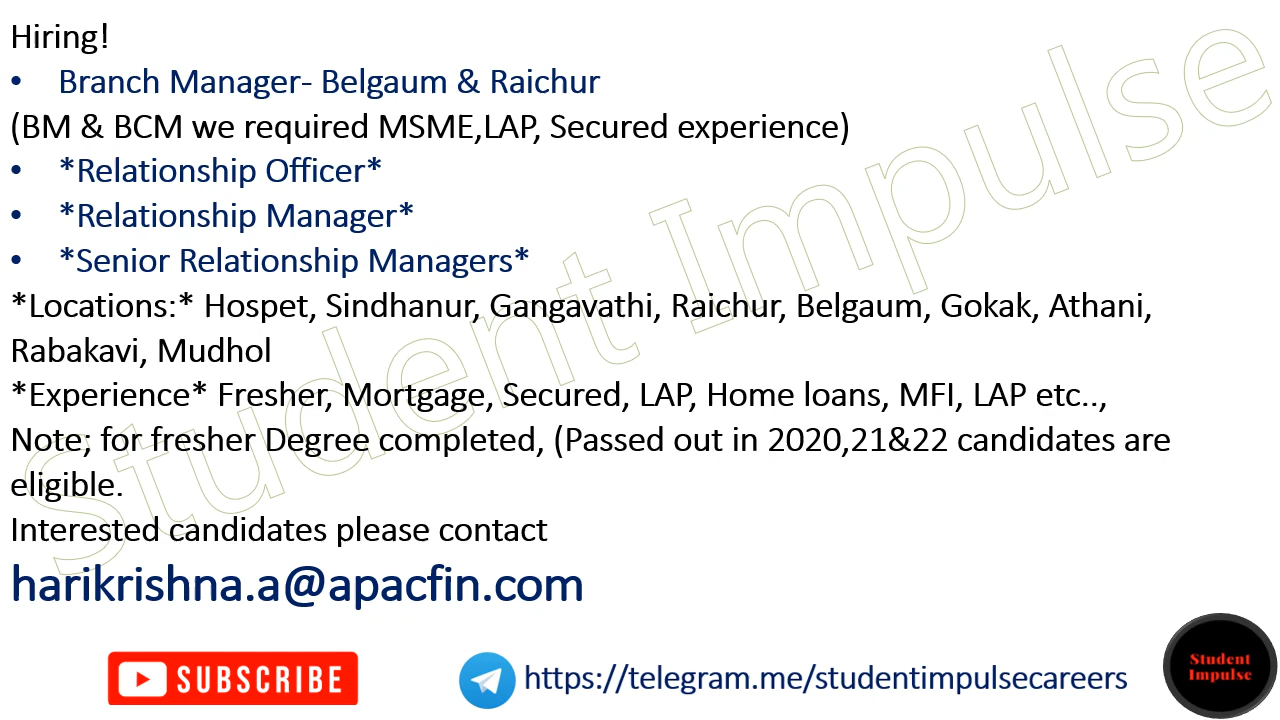 Hiring!
• Branch Manager- Belgaum & Raichur
(BM & BCM we required MSME,LAP, Secured experience)
• *Relationship Officer*
• *Relationship Manager*
• *Senior Relationship Managers*
*Locations:* Hospet, Sindhanur, Gangavathi, Raichur, Belgaum, Gokak, Athani,
Rabakavi, Mudhol
*Experience* Fresher, Mortgage, Secured, LAP, Home loans, MFI, LAP etc..,
Note; for fresher Degree completed, (Passed out in 2020,21&22 candidates are
eligible.
Interested candidates please contact
harikrishna.a@apacfin.com
SUBSCRIBE
https://telegram.me/studentimpulsecareers
Student
Impulse
Student Impulse